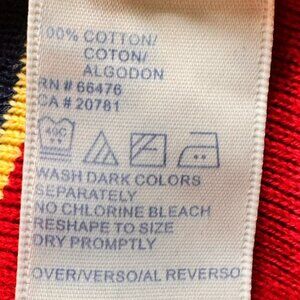 100% COTTON/
COTON/
ALGODON
RN # 66476
CA # 20781
40C
WASH DARK COLORS
SEPARATELY
NO CHLORINE BLEACH
RESHAPE TO SIZE
DRY PROMPTLY
OVER/VERSO/AL REVERSO